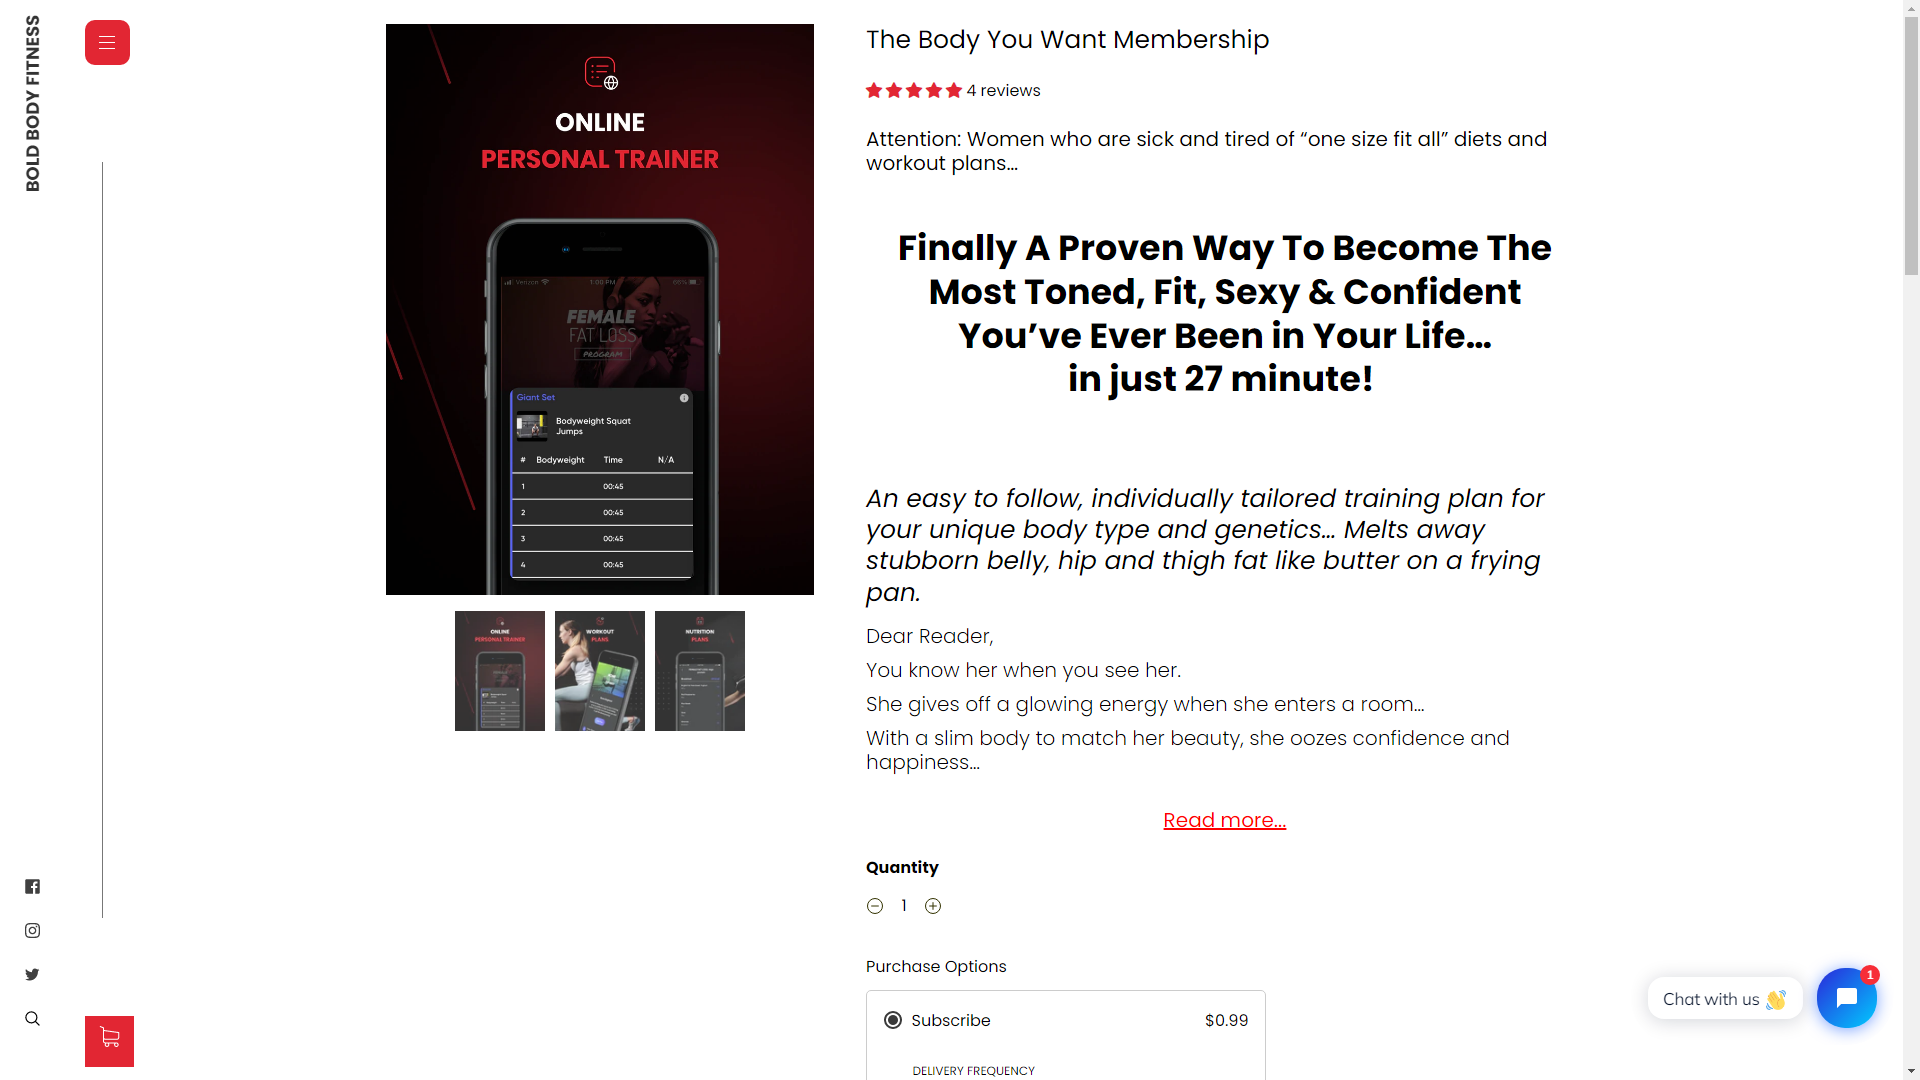 BOLD BODY FITNESS
ONLINE
PERSONAL TRAINER
Verizon
1:00 PM
FEMALE
FAT LOSS
PROGRAM
Giant Set
Bodyweight Squat
Jumps
# Bodyweight Time N/A
1 00:45
2 00:45
3 00:45
4 00:45
ONLINE
PERSONAL TRAINER
WORKOUT
PLANS
NUTRITION
PLANS
The Body You Want Membership
4 reviews
Attention: Women who are sick and tired of “one size fit all” diets and
workout plans...
Finally A Proven Way To Become The
Most Toned, Fit, Sexy & Confident
You’ve Ever Been in Your Life...
in just 27 minute!
An easy to follow, individually tailored training plan for
your unique body type and genetics... Melts away
stubborn belly, hip and thigh fat like butter on a frying
pan.
Dear Reader,
You know her when you see her.
She gives off a glowing energy when she enters a room...
With a slim body to match her beauty, she oozes confidence and
happiness...
Read more...
Quantity
1
Purchase Options
Subscribe $0.99
DELIVERY FREQUENCY
Chat with us 👋
1